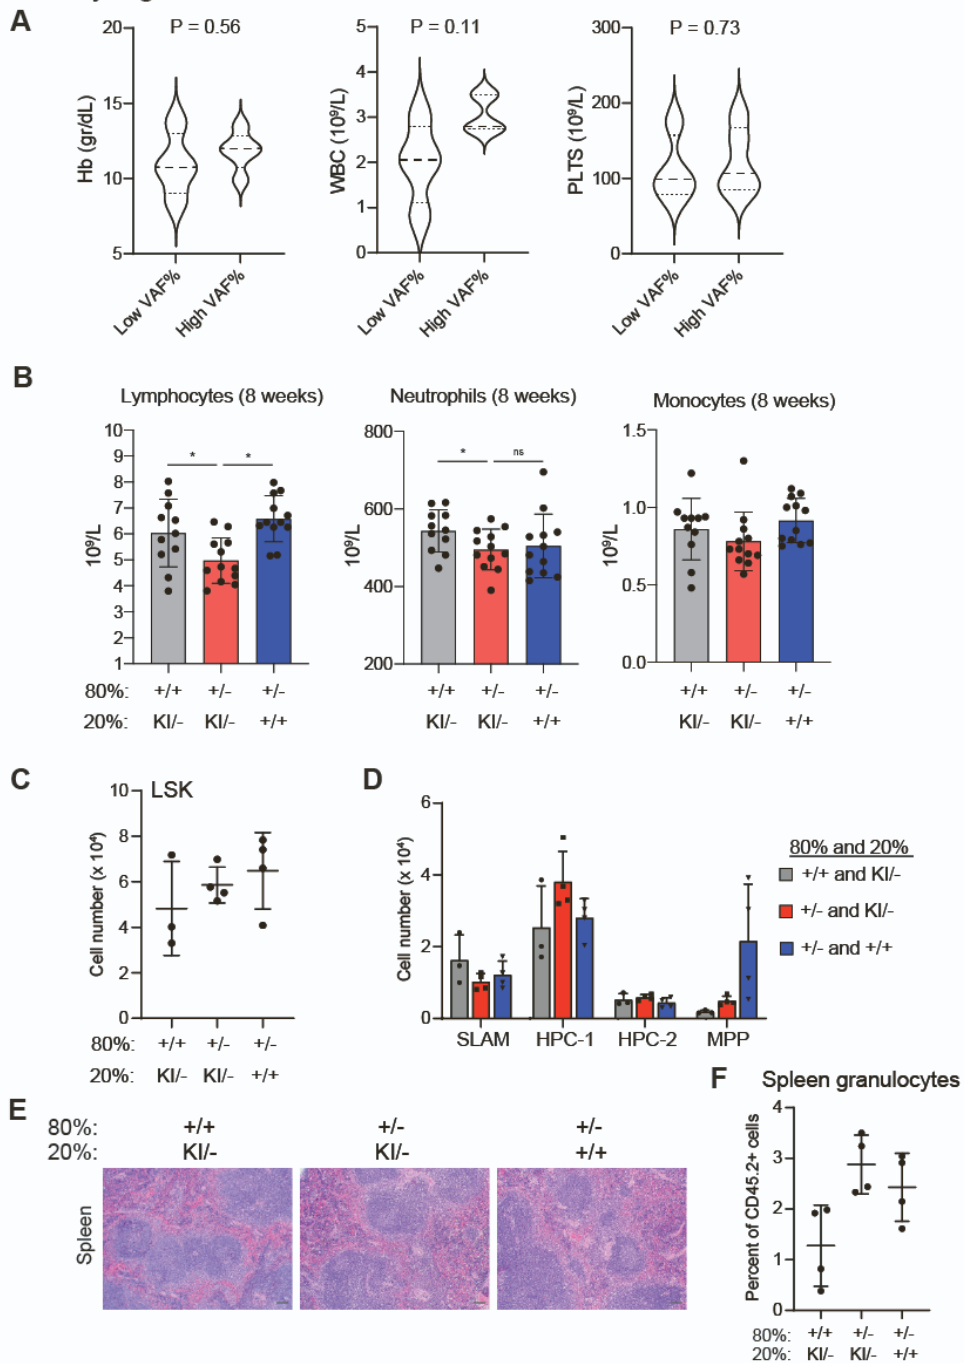 A
P = 0.56
P = 0.11
P = 0.73
20
15
10
5
Hb (gr/dL)
Low VAF%
High VAF%
5
4
3
2
1
0
WBC (10⁹/L)
Low VAF%
High VAF%
300
200
100
0
PLTS (10⁹/L)
Low VAF%
High VAF%
B
Lymphocytes (8 weeks)
Neutrophils (8 weeks)
Monocytes (8 weeks)
10
9
8
7
6
5
4
3
2
1
10⁹/L
* *
800
600
400
200
10⁹/L
* ns
1.5
1.0
0.5
0.0
10⁹/L
80%: +/+ +/- +/- +/+ +/- +/- +/+ +/- +/-
20%: KI/- KI/- +/+ KI/- KI/- +/+ KI/- KI/- +/+
C
LSK
10
8
6
4
2
0
Cell number (x 10⁴)
80%: +/+ +/- +/-
20%: KI/- KI/- +/+
D
6
4
2
0
Cell number (x 10⁴)
SLAM HPC-1 HPC-2 MPP
80% and 20%
+/+ and KI/-
+/- and KI/-
+/- and +/+
E
80%: +/+ +/- +/-
20%: KI/- KI/- +/+
Spleen
F
Spleen granulocytes
4
3
2
1
0
Percent of CD45.2+ cells
80%: +/+ +/- +/-
20%: KI/- KI/- +/+